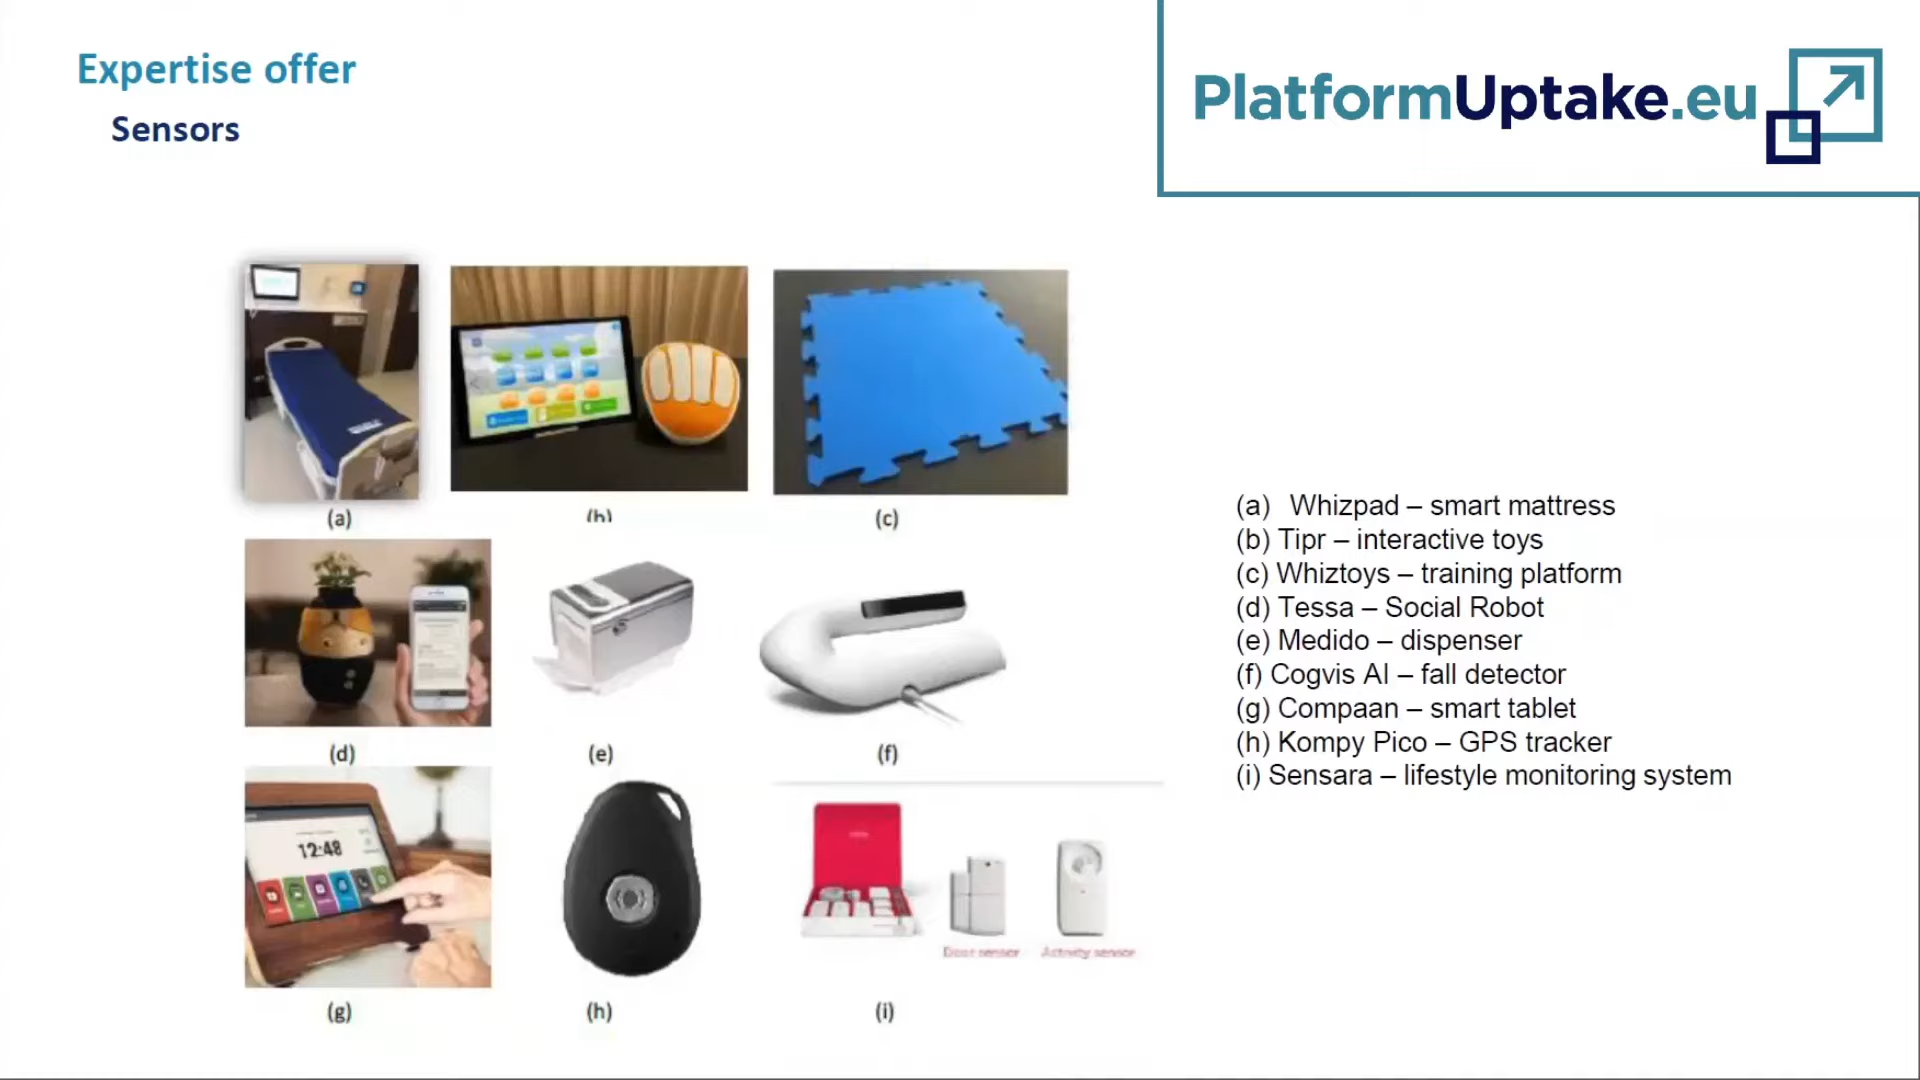 Expertise offer
Sensors
PlatformUptake.eu
(a)
(b)
(c)
(d)
(e)
(f)
12:48
Door sensor
Activity sensor
(g)
(h)
(i)
(a) Whizpad – smart mattress
(b) Tipr – interactive toys
(c) Whiztoys – training platform
(d) Tessa – Social Robot
(e) Medido – dispenser
(f) Cogvis AI – fall detector
(g) Compaan – smart tablet
(h) Kompy Pico – GPS tracker
(i) Sensara – lifestyle monitoring system